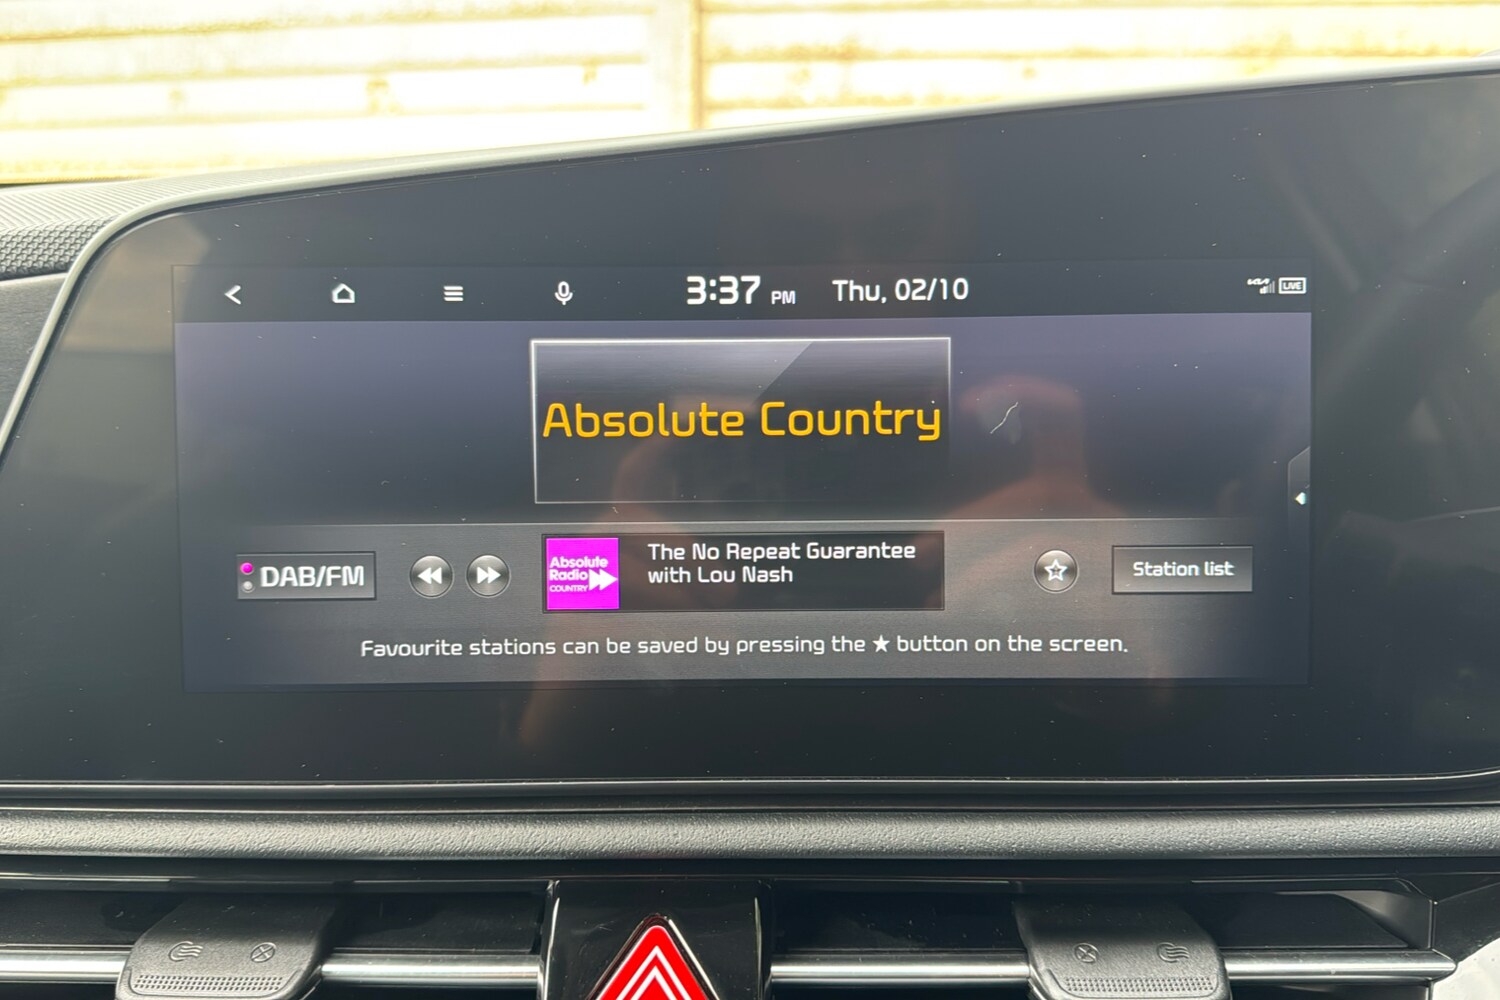 3:37 PM Thu, 02/10
LIVE
Absolute Country
DAB/FM
Absolute
Radio
COUNTRY
The No Repeat Guarantee
with Lou Nash
Station list
Favourite stations can be saved by pressing the ★ button on the screen.